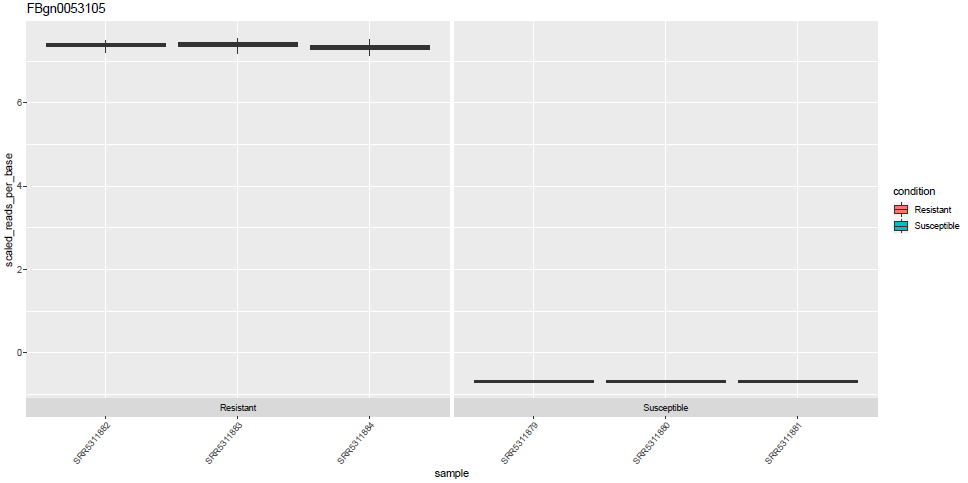 FBgn0053105
scaled_reads_per_base
6
4
2
0
Resistant
Susceptible
SRR5311882
SRR5311883
SRR5311884
SRR5311879
SRR5311880
SRR5311881
sample
condition
Resistant
Susceptible